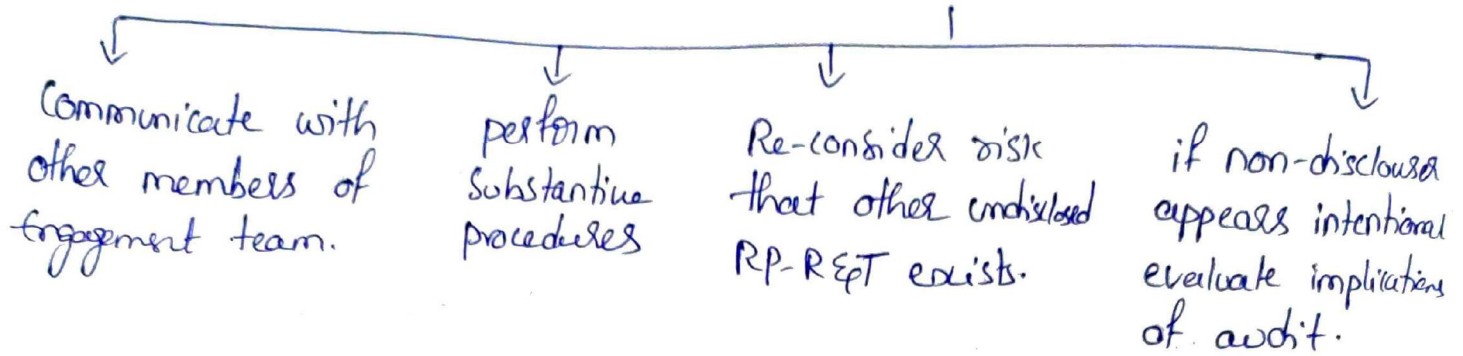 Communicate with
other members of
Engagement team.
perform
Substantive
procedures
Re-consider risk
that other undisclosed
RP-R&T exists.
if non-disclouser
appears intentional
evaluate implications
of audit.